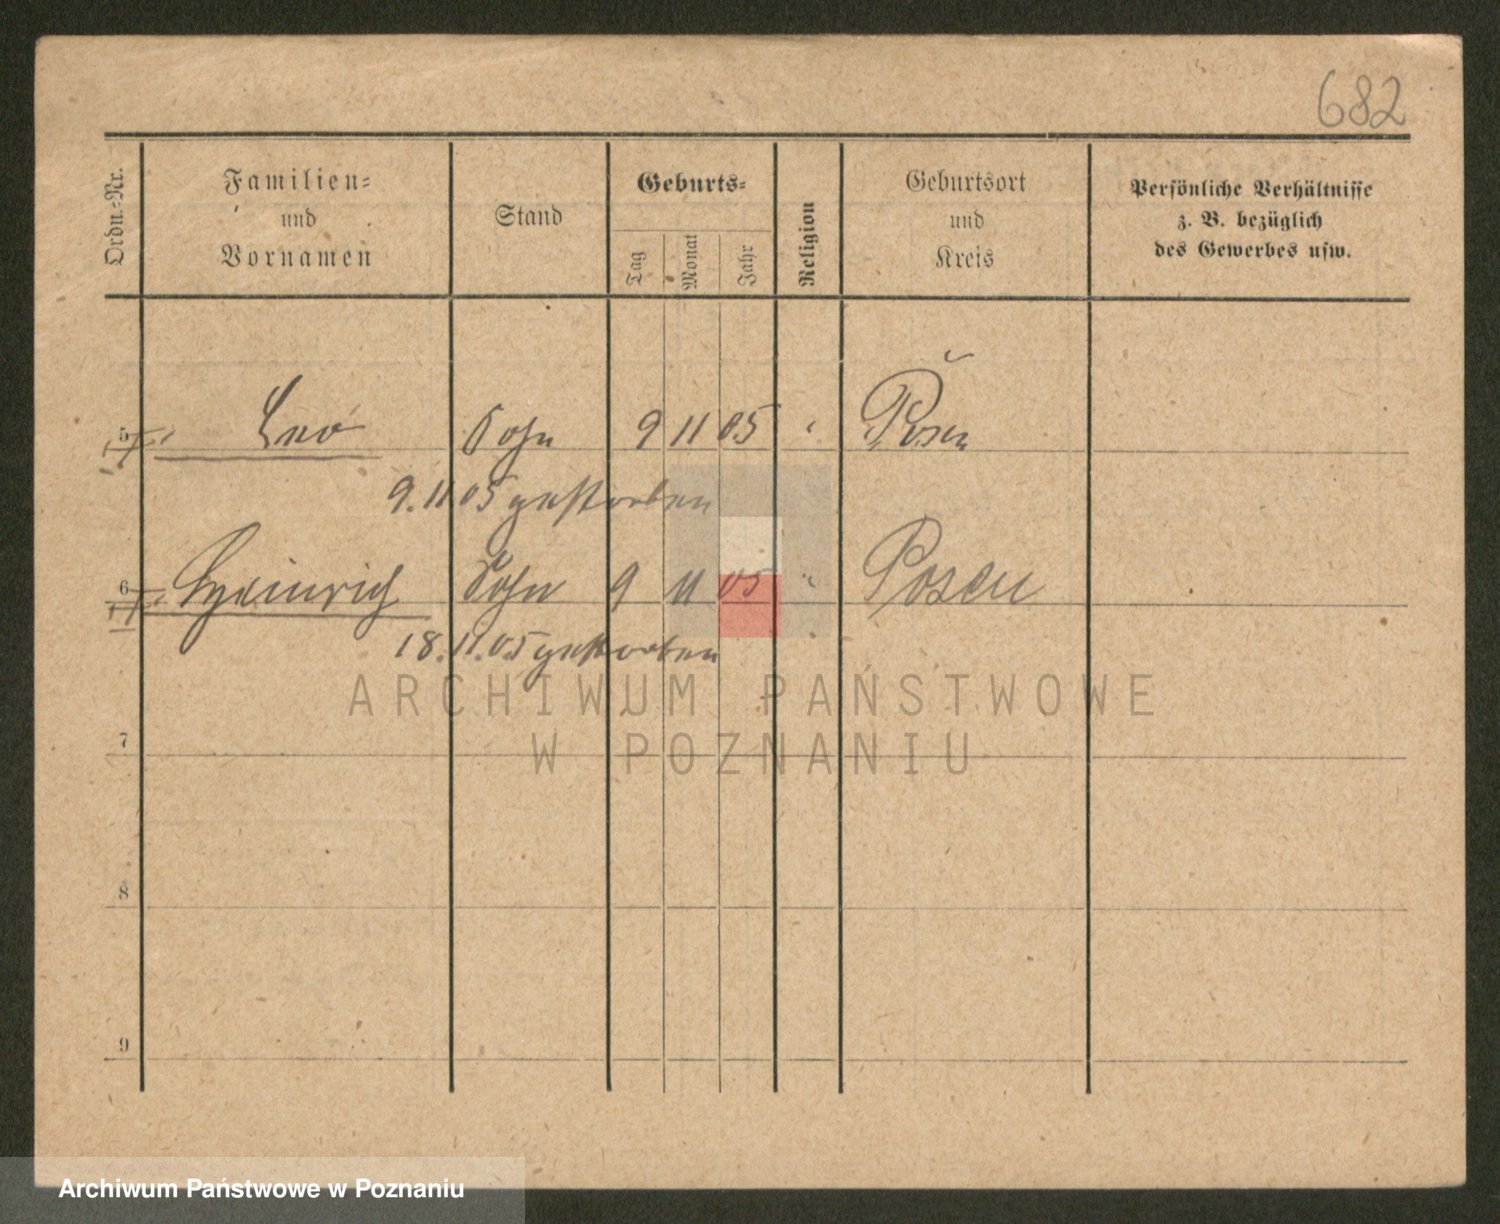 682
Ordn.-Nr.
Familien-
und
Vornamen
Stand
Geburts-
Tag
Monat
Jahr
Religion
Geburtsort
und
Kreis
Persönliche Verhältnisse
z. B. bezüglich
des Gewerbes usw.
5 Leo Sohn 9 11 05 " Posen
9.11.05 gestorben
6 Heinrich Sohn 9 11 05 " Posen
18.11.05 gestorben
ARCHIWUM PAŃSTWOWE
W POZNANIU
7
8
9
Archiwum Państwowe w Poznaniu